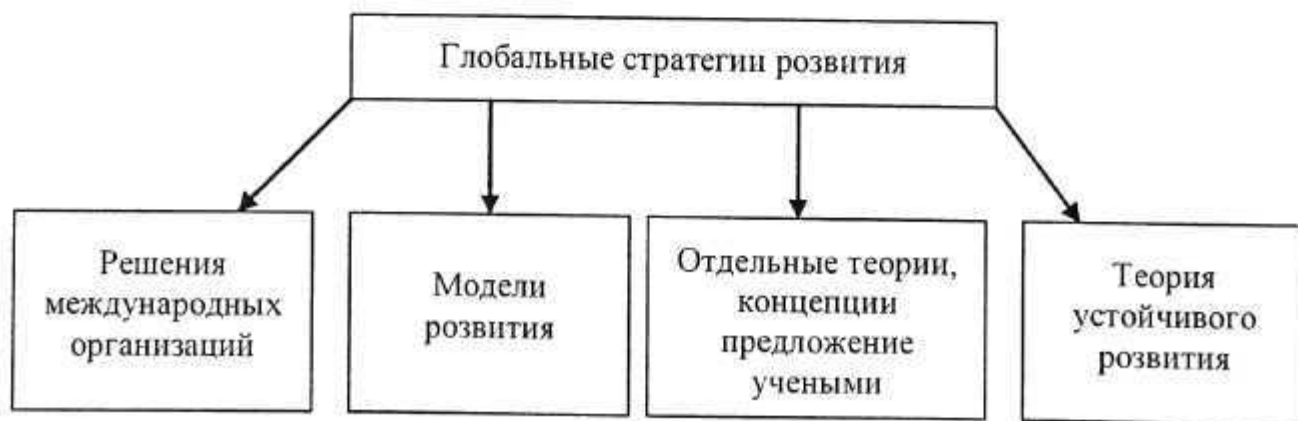 Глобальные стратегии розвития
Решения
международных
организаций
Модели
розвития
Отдельные теории,
концепции
предложение
учеными
Теория
устойчивого
розвития